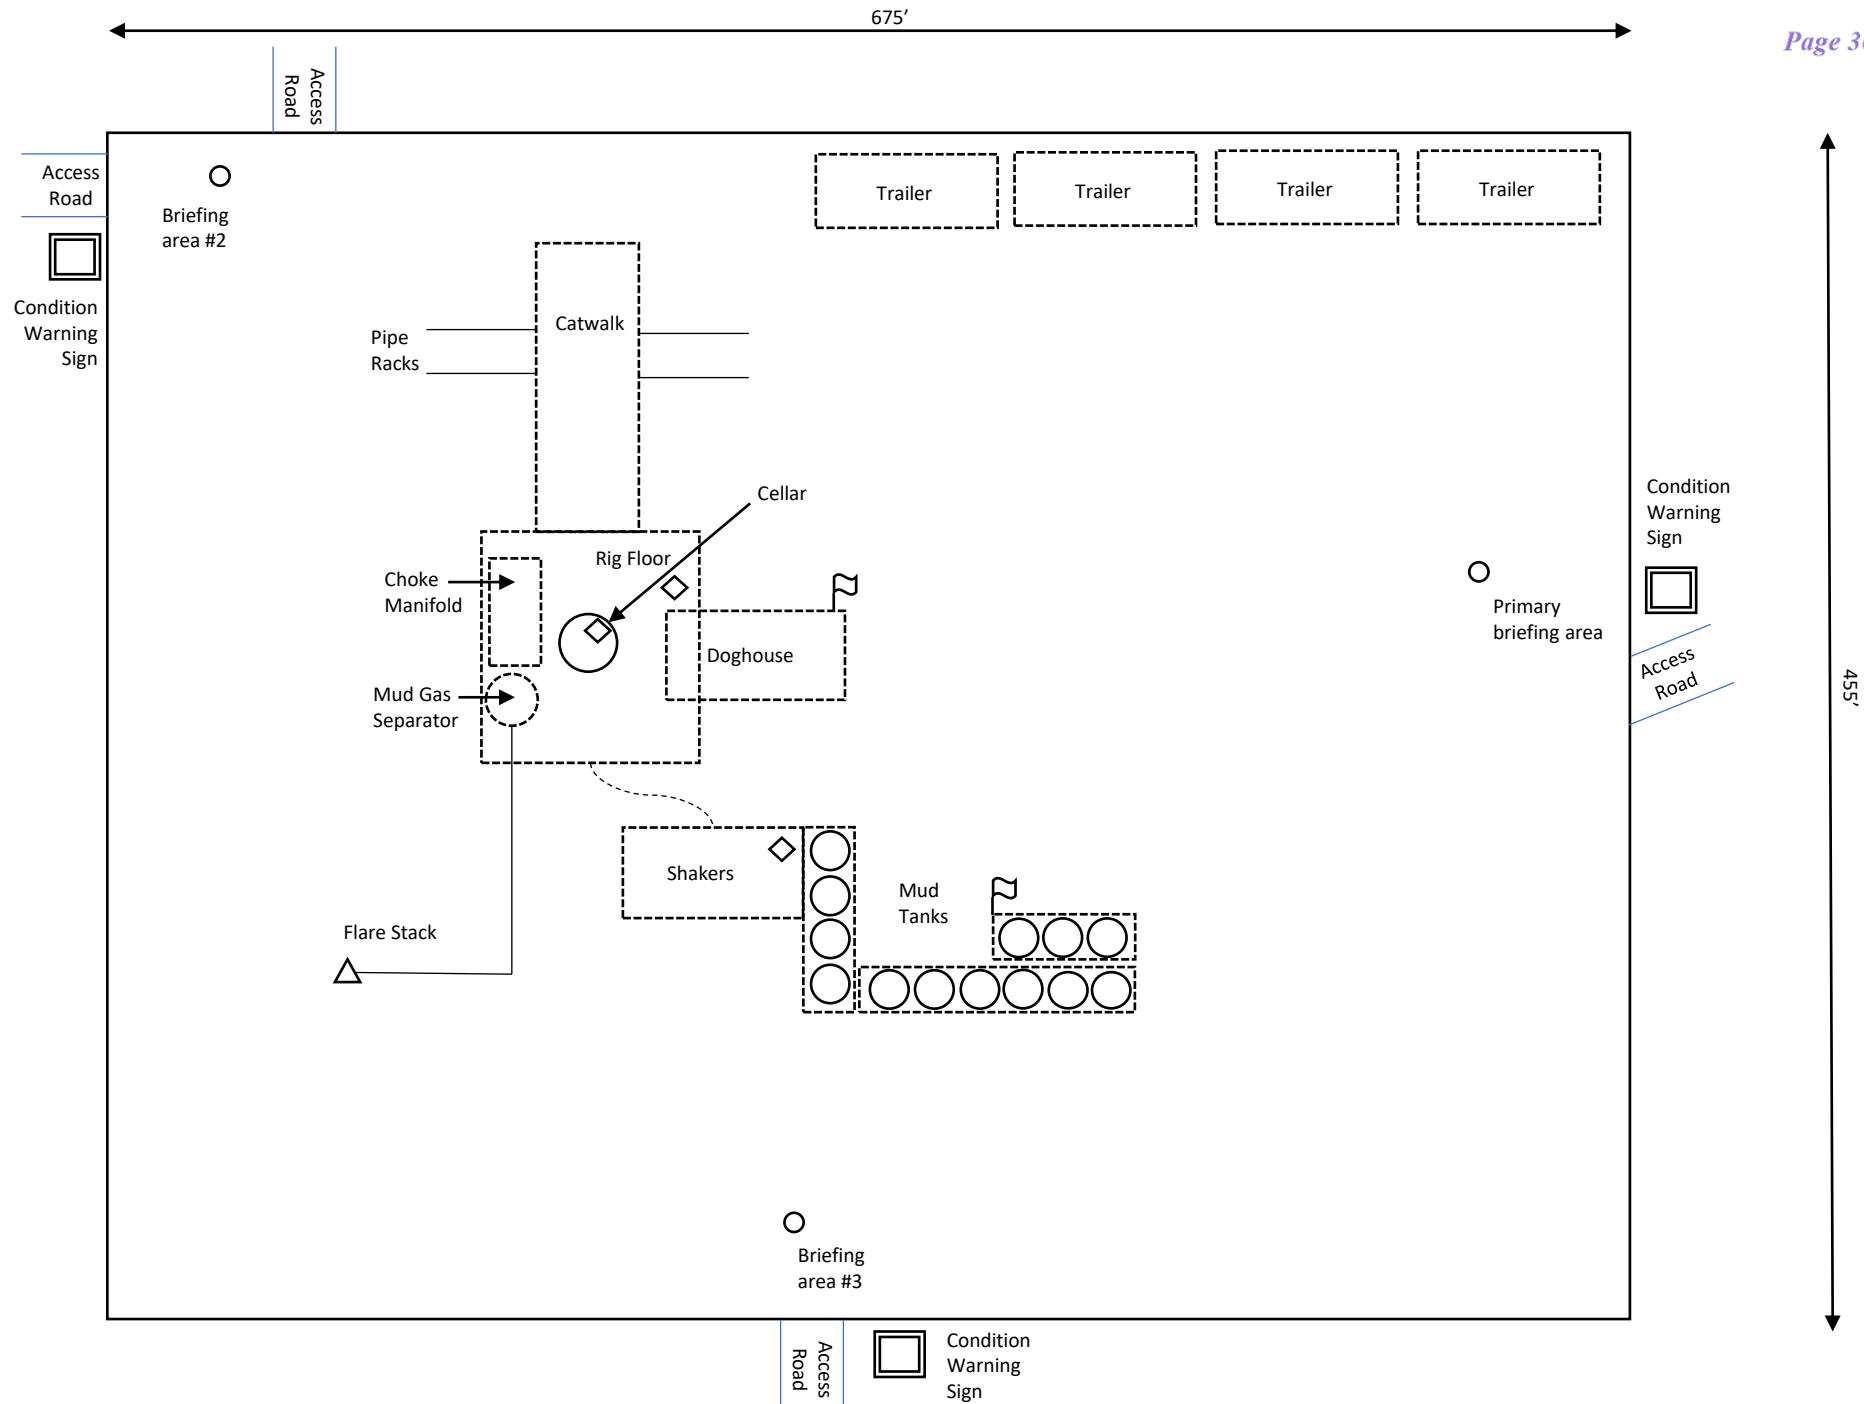 675’
Page 3
Access
Road
Access
Road
Briefing
area #2
Trailer
Trailer
Trailer
Trailer
Condition
Warning
Sign
Pipe
Racks
Catwalk
Cellar
Condition
Warning
Sign
Rig Floor
Choke
Manifold
Primary
briefing area
Doghouse
Access
Road
455’
Mud Gas
Separator
Shakers
Mud
Tanks
Flare Stack
Briefing
area #3
Access
Road
Condition
Warning
Sign